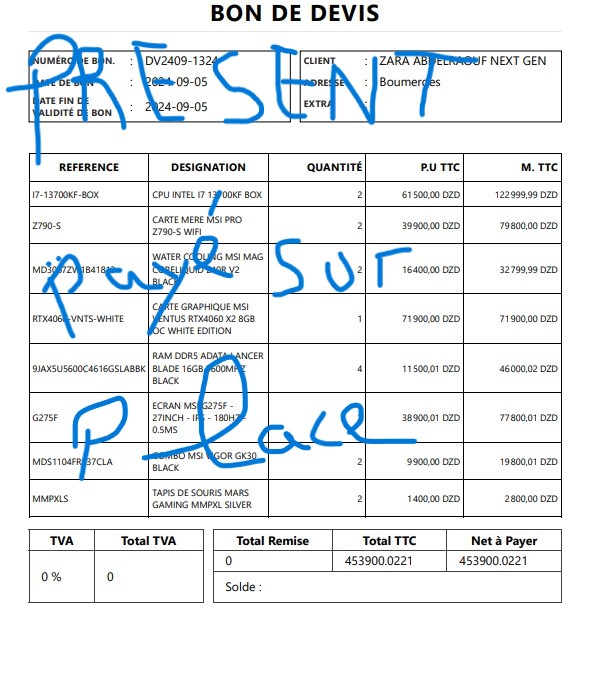 BON DE DEVIS
NUMÉRO DE BON. : DV2409-1324
DATE DE BON : 2024-09-05
DATE FIN DE VALIDITÉ DE BON : 2024-09-05
CLIENT : ZARA ABDELRAOUF NEXT GEN
ADRESSE : Boumerdes
EXTRA :
PRESENT
REFERENCE DESIGNATION QUANTITÉ P.U TTC M. TTC
I7-13700KF-BOX CPU INTEL I7 13700KF BOX 2 61500,00 DZD 122999,99 DZD
Z790-S CARTE MERE MSI PRO Z790-S WIFI 2 39900,00 DZD 79800,00 DZD
WATER COOLING MSI MAG CORELIQUID 240R V2 BLACK 2 16400,00 DZD 32799,99 DZD
payé sur
RTX4060-VNTS-WHITE CARTE GRAPHIQUE MSI VENTUS RTX4060 X2 8GB OC WHITE EDITION 1 71900,00 DZD 71900,00 DZD
9JAX5U5600C4616GSLABBK RAM DDR5 ADATA LANCER BLADE 16GB 5600MHZ BLACK 4 11500,01 DZD 46000,02 DZD
G275F ECRAN MSI G275F - 27INCH - IPS - 180HZ - 0.5MS 2 38900,01 DZD 77800,01 DZD
Place
COMBO MSI VIGOR GK30 BLACK 2 9900,00 DZD 19800,01 DZD
MMPXLS TAPIS DE SOURIS MARS GAMING MMPXL SILVER 2 1400,00 DZD 2800,00 DZD
TVA Total TVA
0 % 0
Total Remise Total TTC Net à Payer
0 453900.0221 453900.0221
Solde :